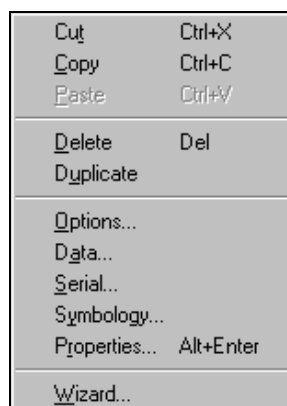 Cut Ctrl+X
Copy Ctrl+C
Paste Ctrl+V
Delete Del
Duplicate
Options...
Data...
Serial...
Symbology...
Properties... Alt+Enter
Wizard...